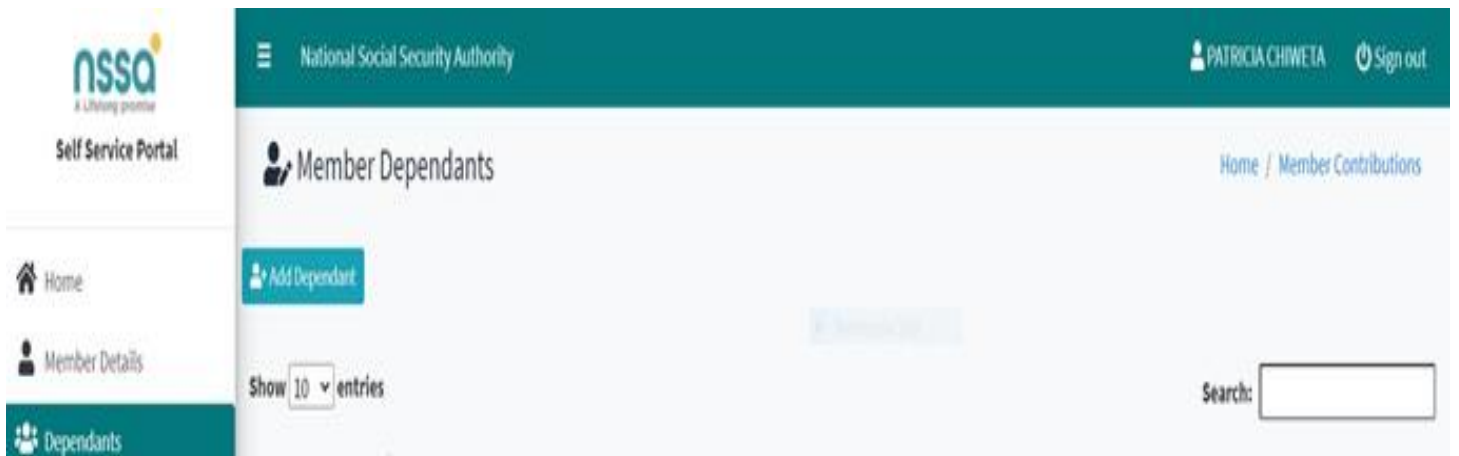 nssa
A Lifelong promise
Self Service Portal
Home
Member Details
Dependants
National Social Security Authority
PATRICIA CHIWETA
Sign out
Member Dependants
Home / Member Contributions
Add Dependant
Show 10 entries
Search: